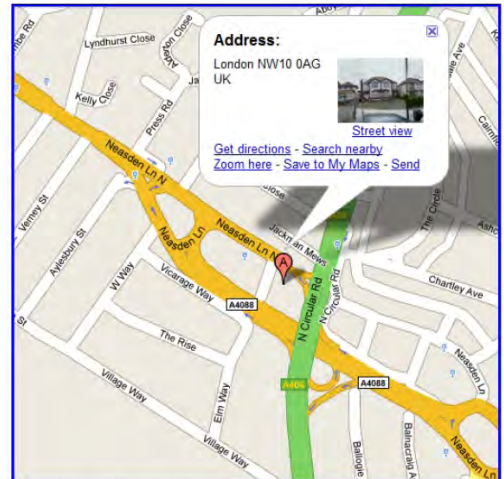 Address:
London NW10 0AG
UK
Street view
Get directions - Search nearby
Zoom here - Save to My Maps - Send
Lyndhurst Close
Kelly Close
Press Rd
Neasden Ln N
Verney St
Aylesbury St
Neasden Ln
W Way
Vicarage Way
Neasden Ln N
Jackman Mews
Close
A
A4088
N Circular Rd
N Circular Rd
The Circle
Chartley Ave
The Rise
Village Way
Elm Way
A406
A4088
Neasden Ln
Village Way
Ballogie
Balnacraig Av
Neasden Ln